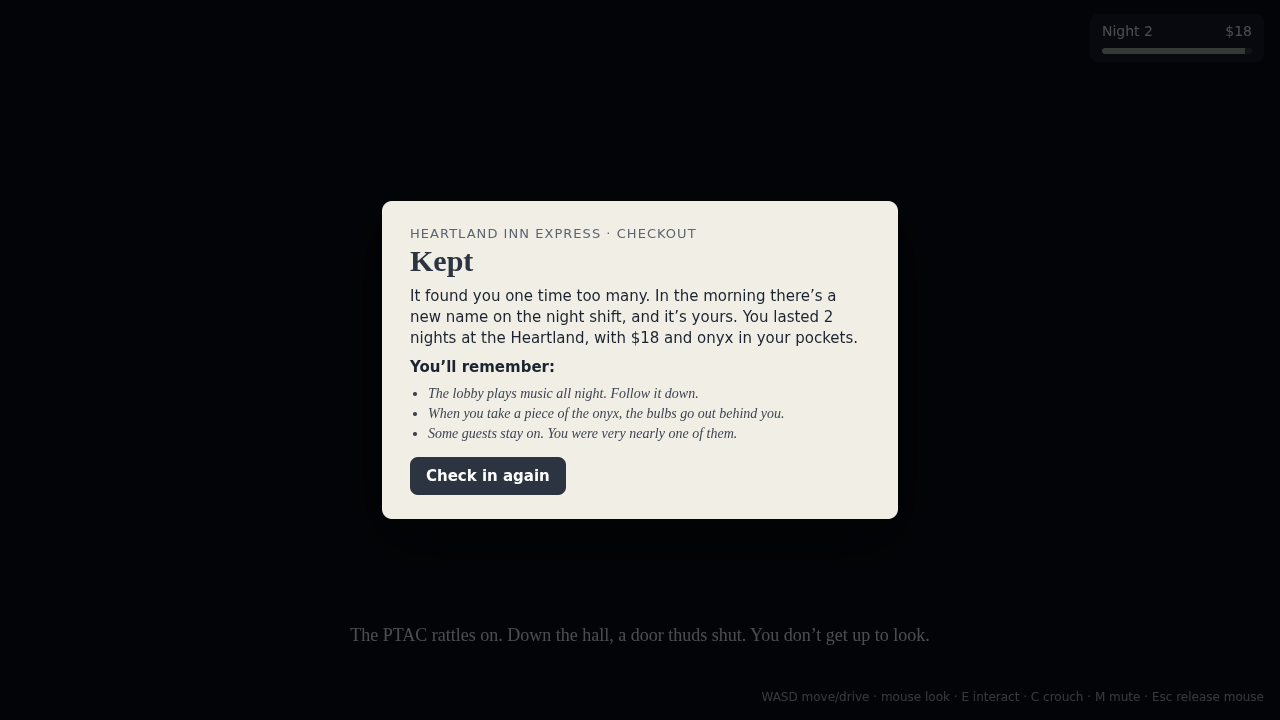 Night 2 $18
HEARTLAND INN EXPRESS · CHECKOUT
Kept
It found you one time too many. In the morning there’s a
new name on the night shift, and it’s yours. You lasted 2
nights at the Heartland, with $18 and onyx in your pockets.
You’ll remember:
• The lobby plays music all night. Follow it down.
• When you take a piece of the onyx, the bulbs go out behind you.
• Some guests stay on. You were very nearly one of them.
Check in again
The PTAC rattles on. Down the hall, a door thuds shut. You don’t get up to look.
WASD move/drive · mouse look · E interact · C crouch · M mute · Esc release mouse